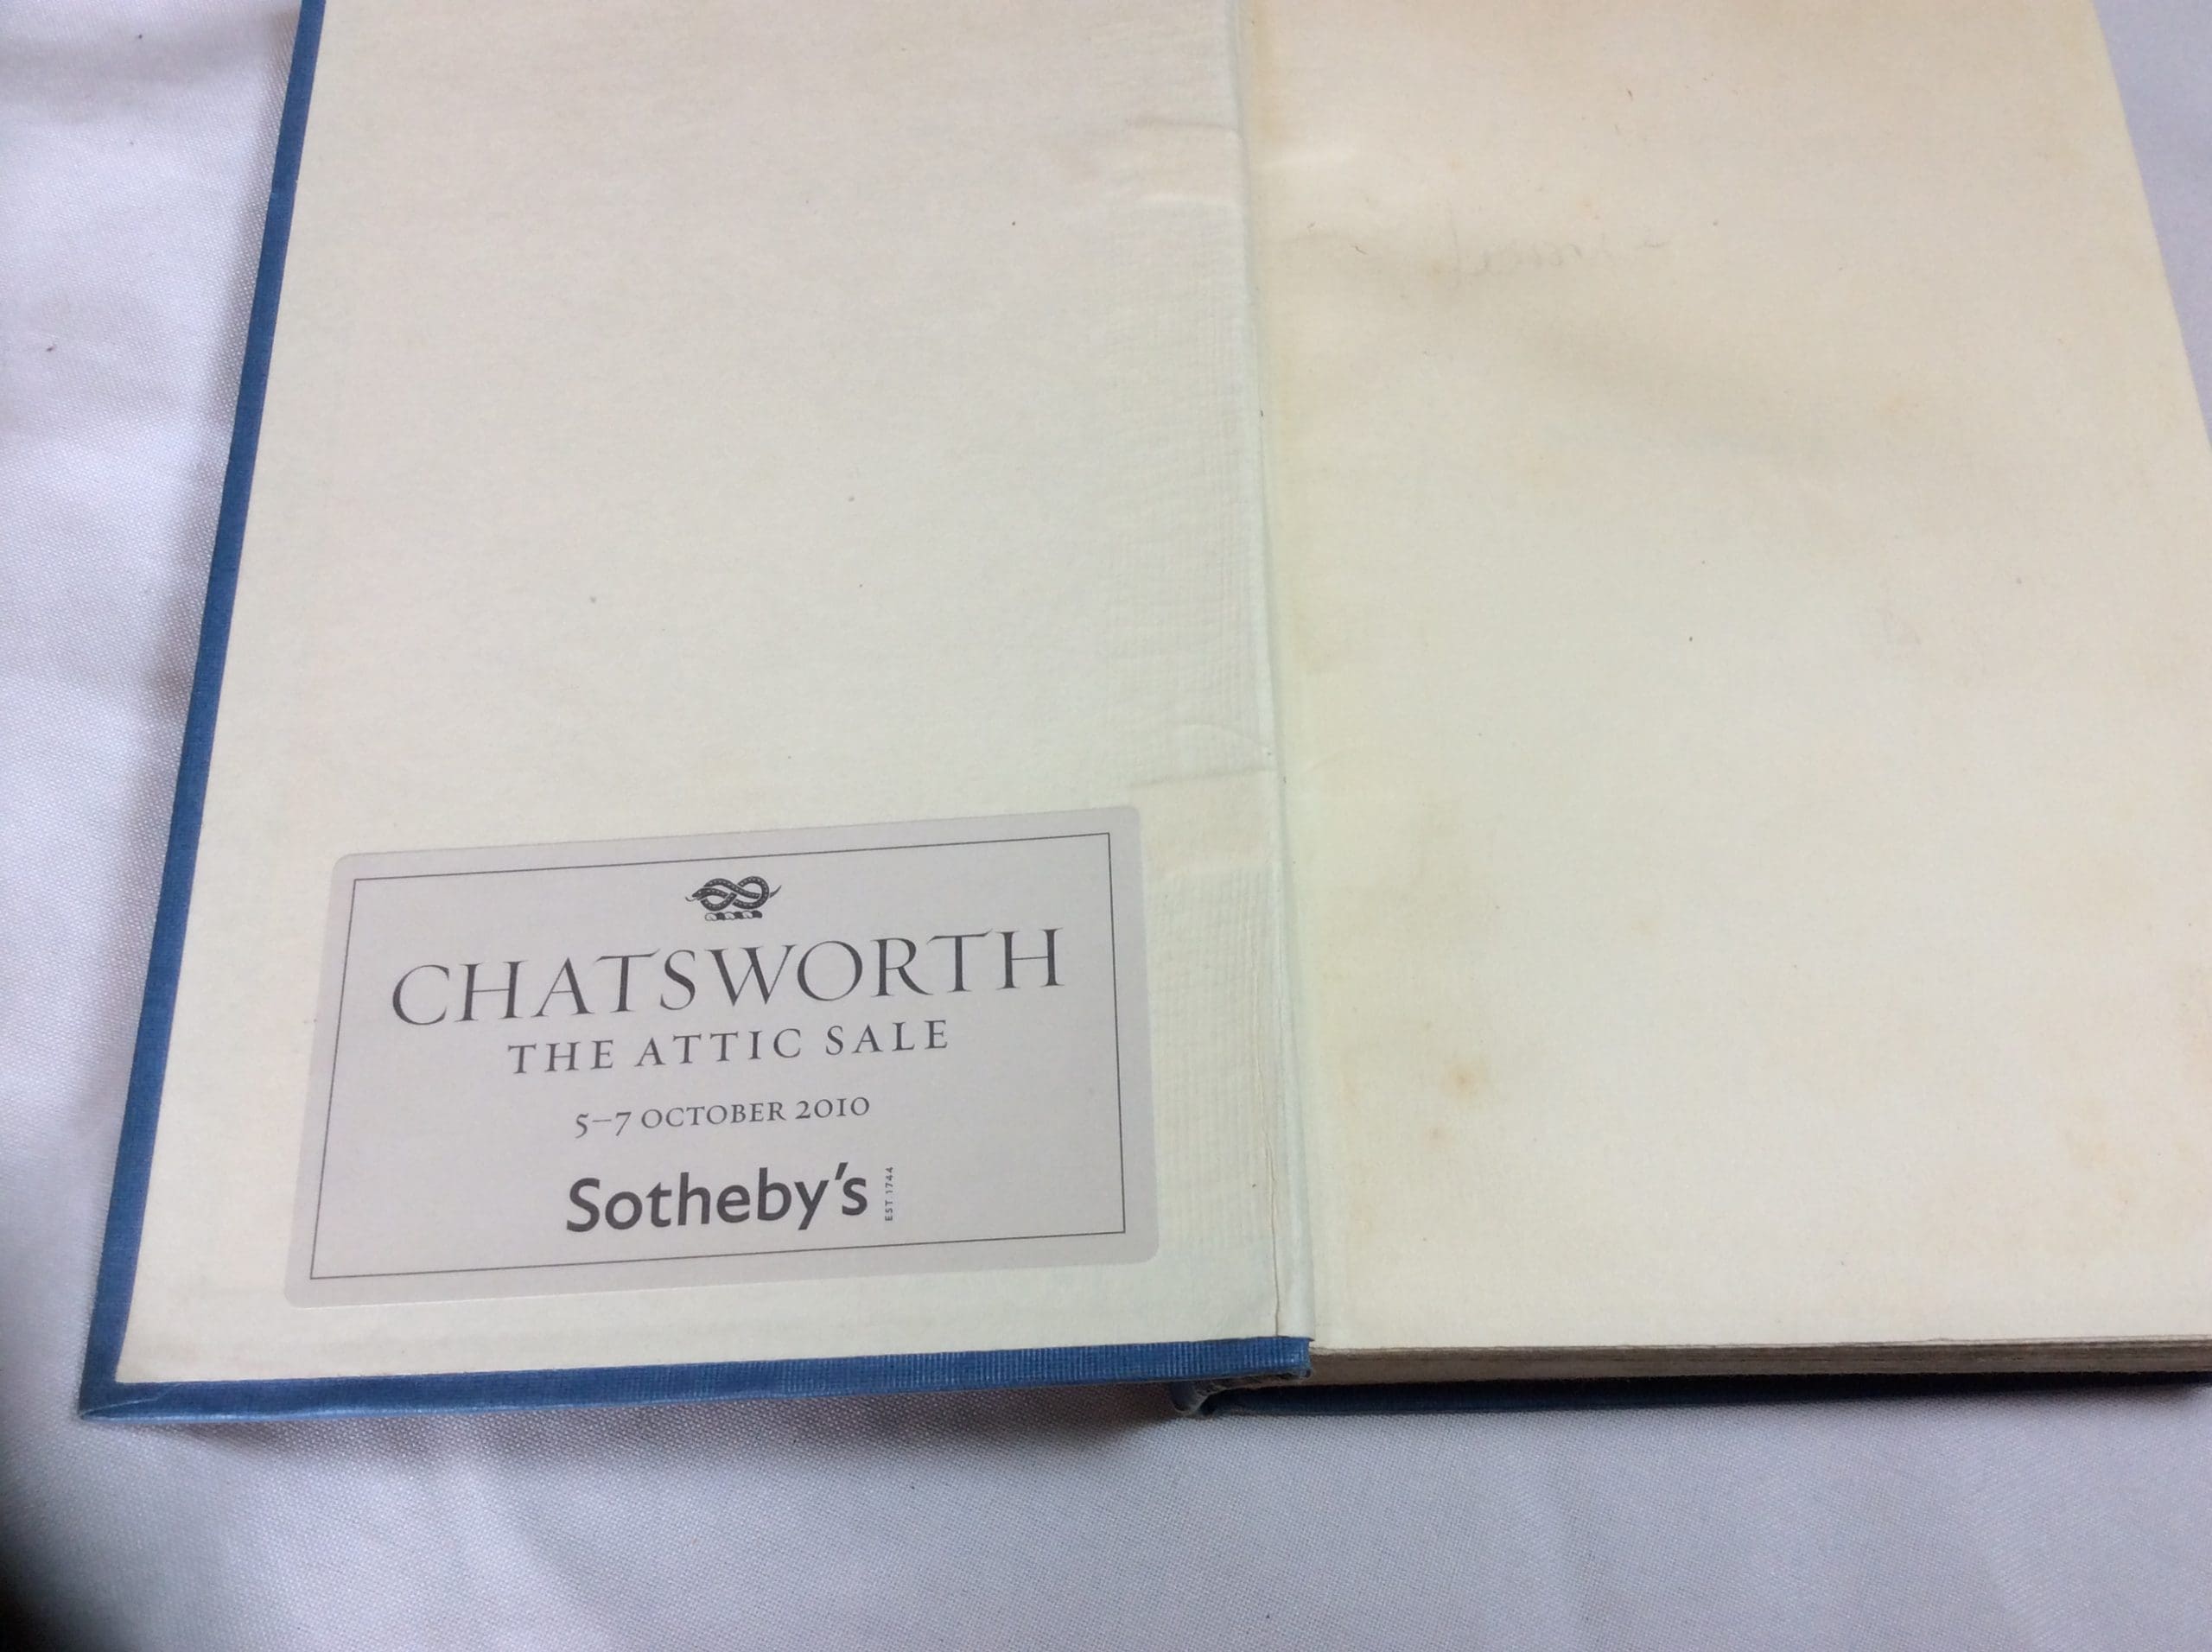 CHATSWORTH
THE ATTIC SALE
5–7 OCTOBER 2010
Sotheby's EST. 1744